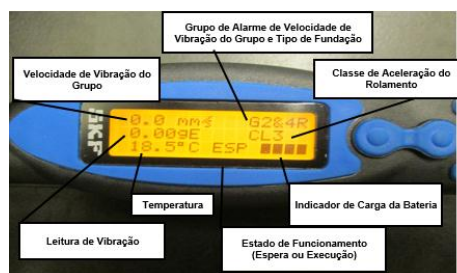 Grupo de Alarme de Velocidade de
Vibração do Grupo e Tipo de Fundação
Velocidade de Vibração do
Grupo
Classe de Aceleração do
Rolamento
SKF
0.0 mm/s G2&4R
0.00gE CL3
18.5°C ESP
Temperatura
Indicador de Carga da Bateria
Leitura de Vibração
Estado de Funcionamento
(Espera ou Execução)